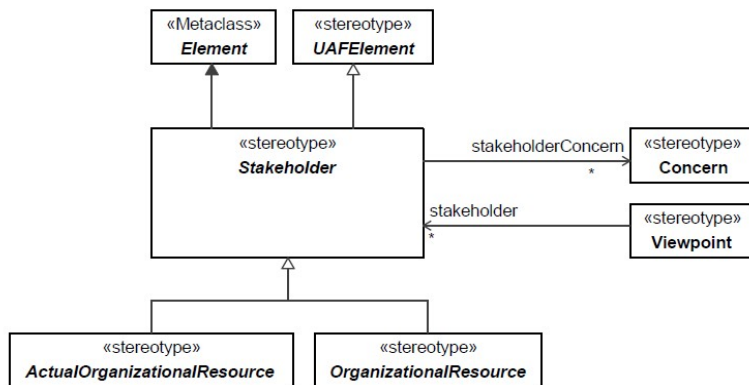 «Metaclass»
Element
«stereotype»
UAFElement
«stereotype»
Stakeholder
stakeholderConcern
*
«stereotype»
Concern
stakeholder
*
«stereotype»
Viewpoint
«stereotype»
ActualOrganizationalResource
«stereotype»
OrganizationalResource